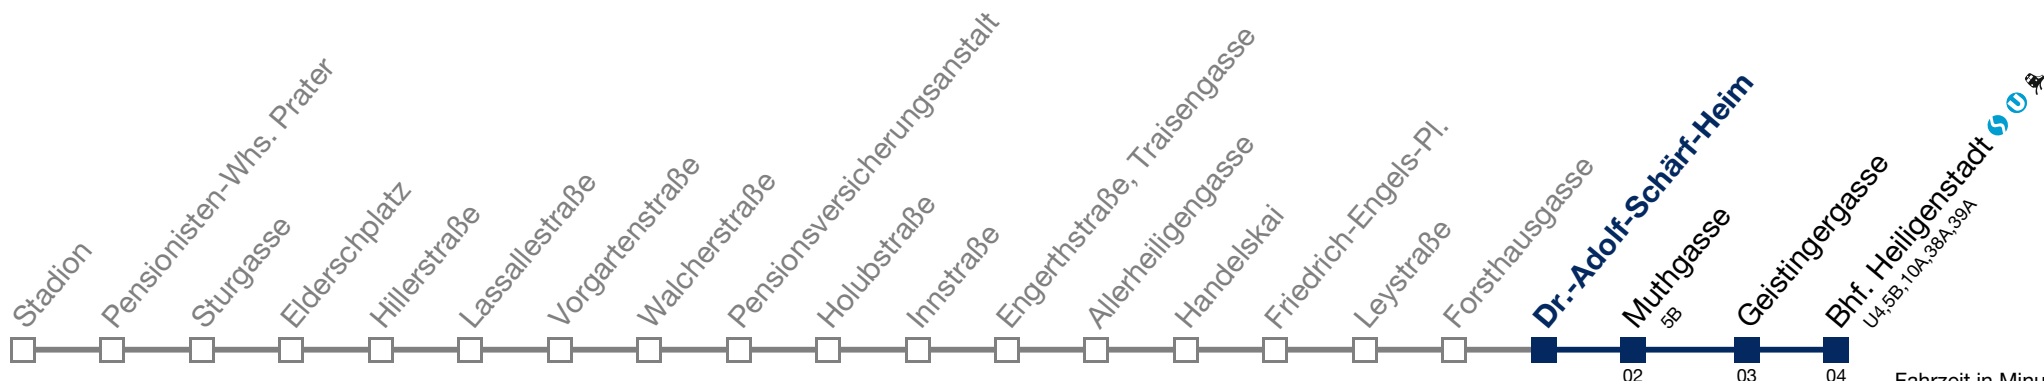 Stadion
Pensionisten-Whs. Prater
Sturgasse
Elderschplatz
Hillerstraße
Lassallestraße
Vorgartenstraße
Walcherstraße
Pensionsversicherungsanstalt
Holubstraße
Innstraße
Engerthstraße, Traisengasse
Allerheiligengasse
Handelskai
Friedrich-Engels-Pl.
Leystraße
Forsthausgasse
Dr.-Adolf-Schärf-Heim
Muthgasse
5B
Geistingergasse
Bhf. Heiligenstadt
U4,5B,10A,38A,39A
02
03
04
Fahrzeit in